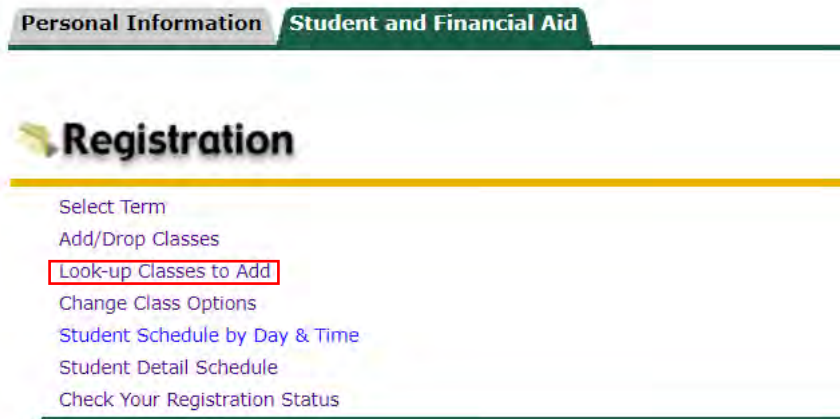 Personal Information Student and Financial Aid
Registration
Select Term
Add/Drop Classes
Look-up Classes to Add
Change Class Options
Student Schedule by Day & Time
Student Detail Schedule
Check Your Registration Status